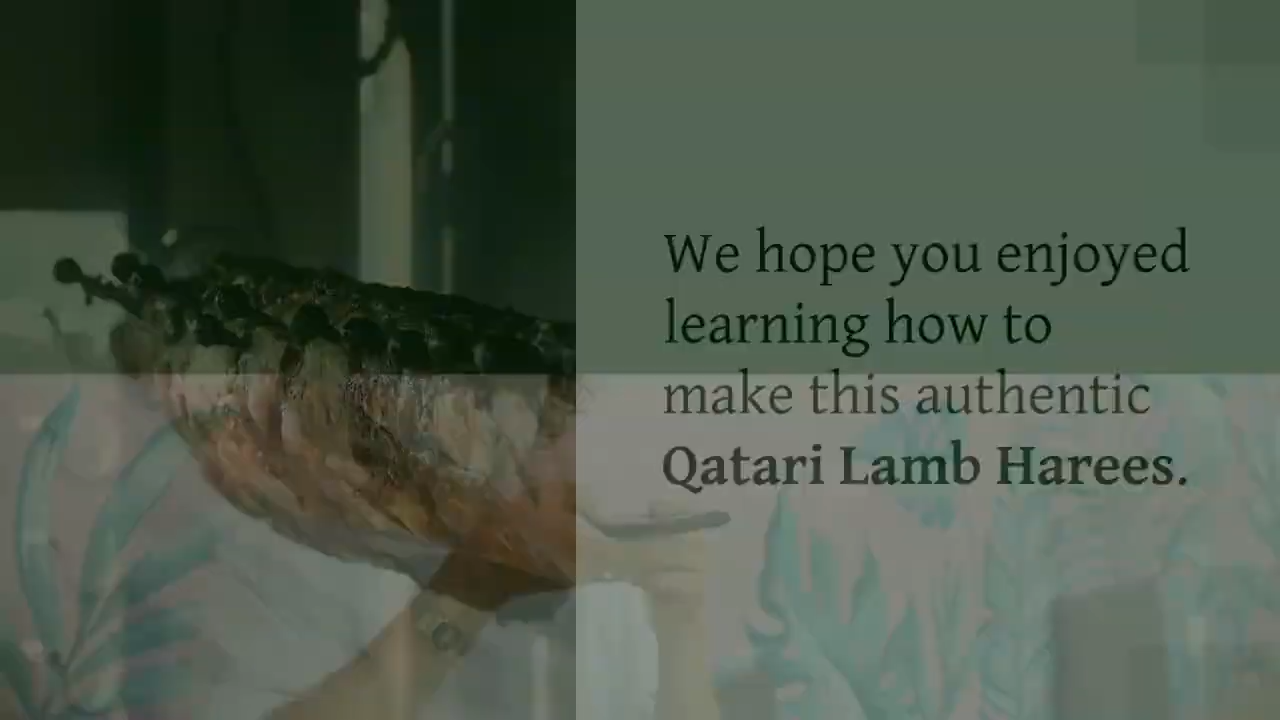 We hope you enjoyed
learning how to
make this authentic
Qatari Lamb Harees.